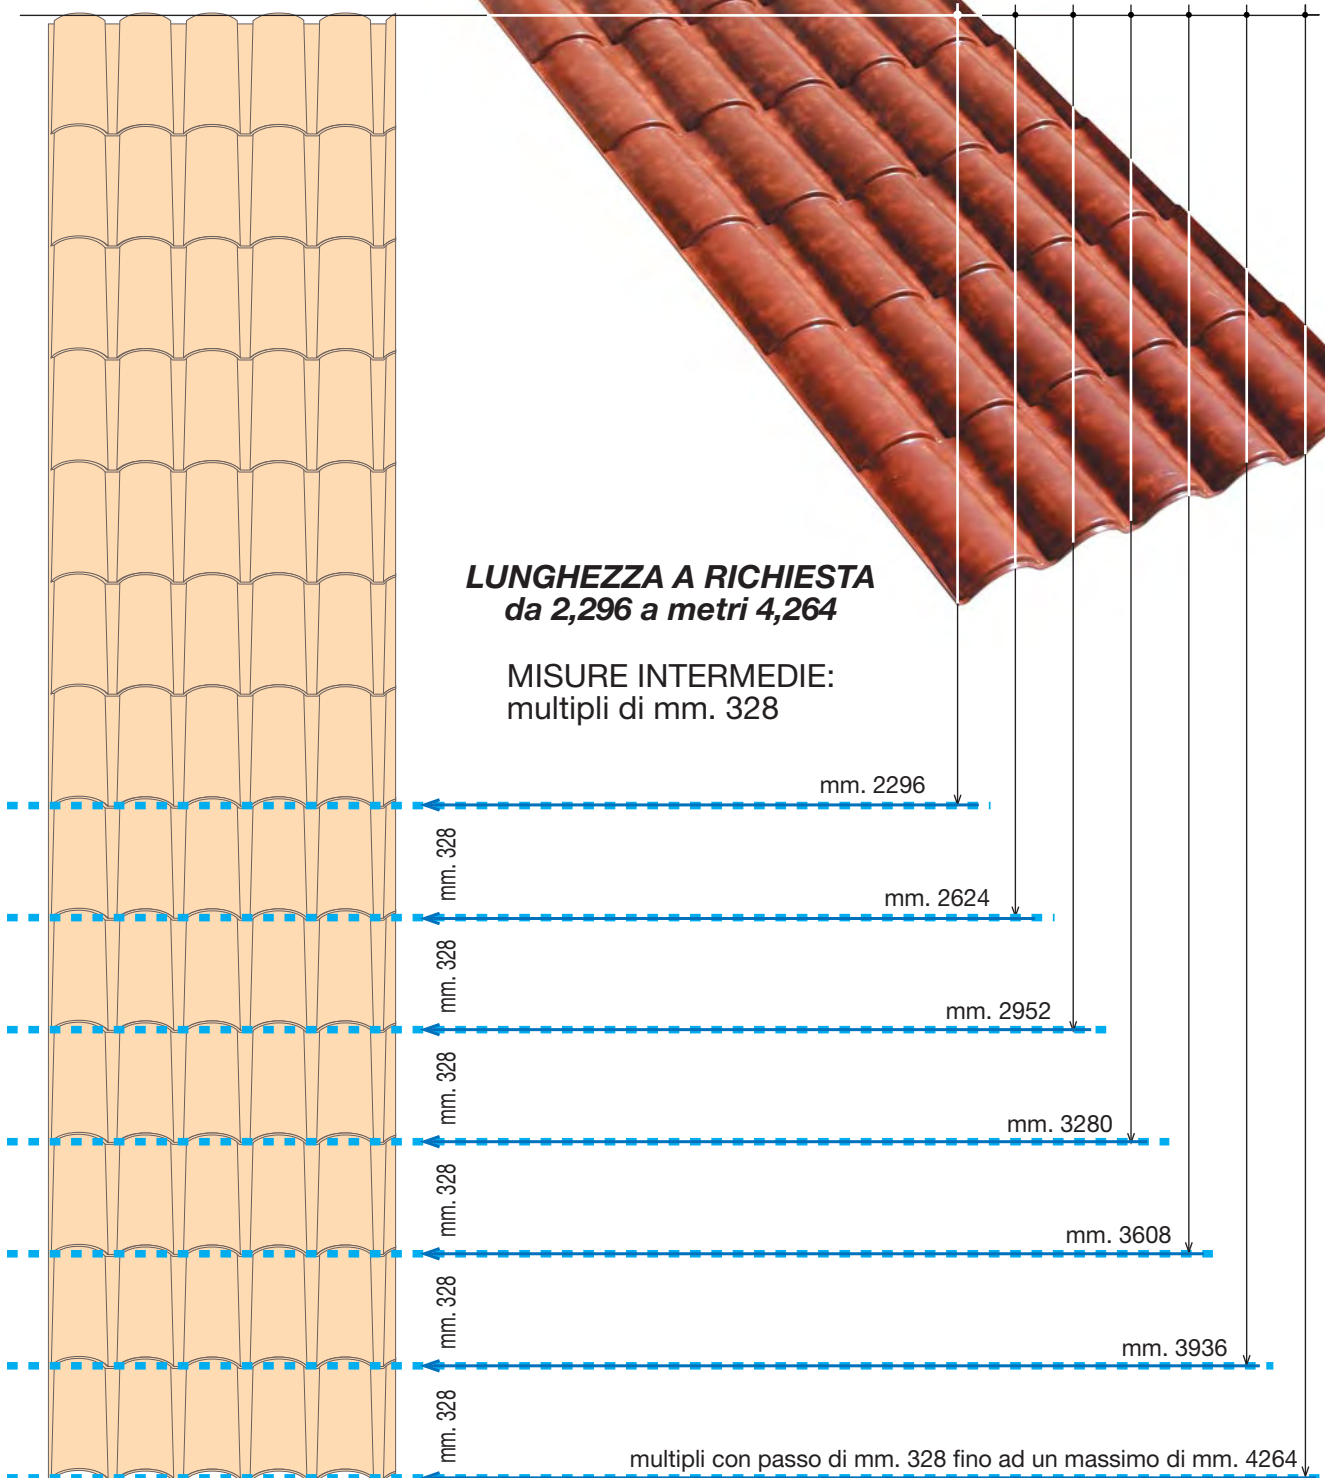 LUNGHEZZA A RICHIESTA
da 2,296 a metri 4,264
MISURE INTERMEDIE:
multipli di mm. 328
mm. 2296
mm. 328
mm. 2624
mm. 328
mm. 2952
mm. 328
mm. 3280
mm. 328
mm. 3608
mm. 328
mm. 3936
mm. 328
multipli con passo di mm. 328 fino ad un massimo di mm. 4264